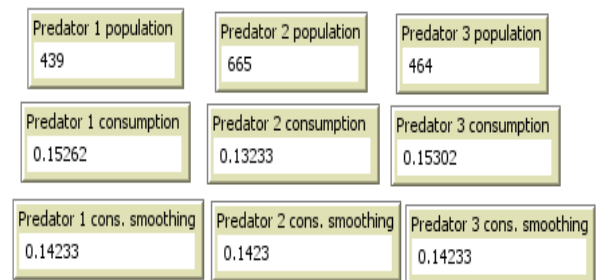 Predator 1 population
439
Predator 2 population
665
Predator 3 population
464
Predator 1 consumption
0.15262
Predator 2 consumption
0.13233
Predator 3 consumption
0.15302
Predator 1 cons. smoothing
0.14233
Predator 2 cons. smoothing
0.1423
Predator 3 cons. smoothing
0.14233